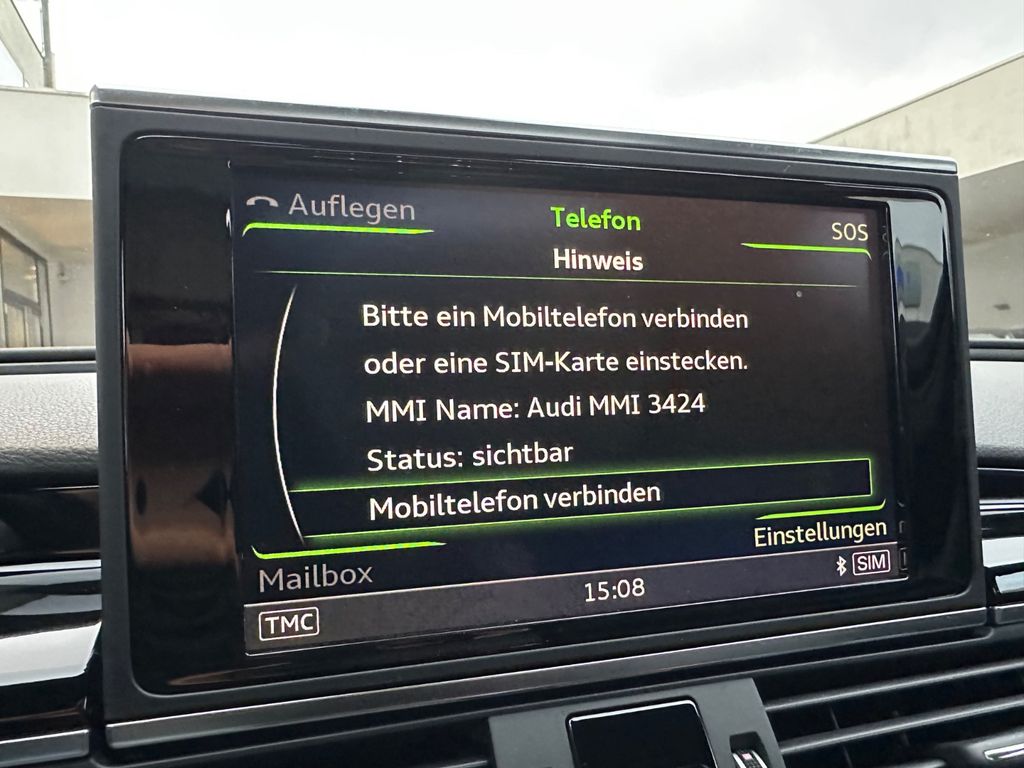 Auflegen
Telefon
SOS
Hinweis
Bitte ein Mobiltelefon verbinden
oder eine SIM-Karte einstecken.
MMI Name: Audi MMI 3424
Status: sichtbar
Mobiltelefon verbinden
Einstellungen
Mailbox
15:08
SIM
TMC